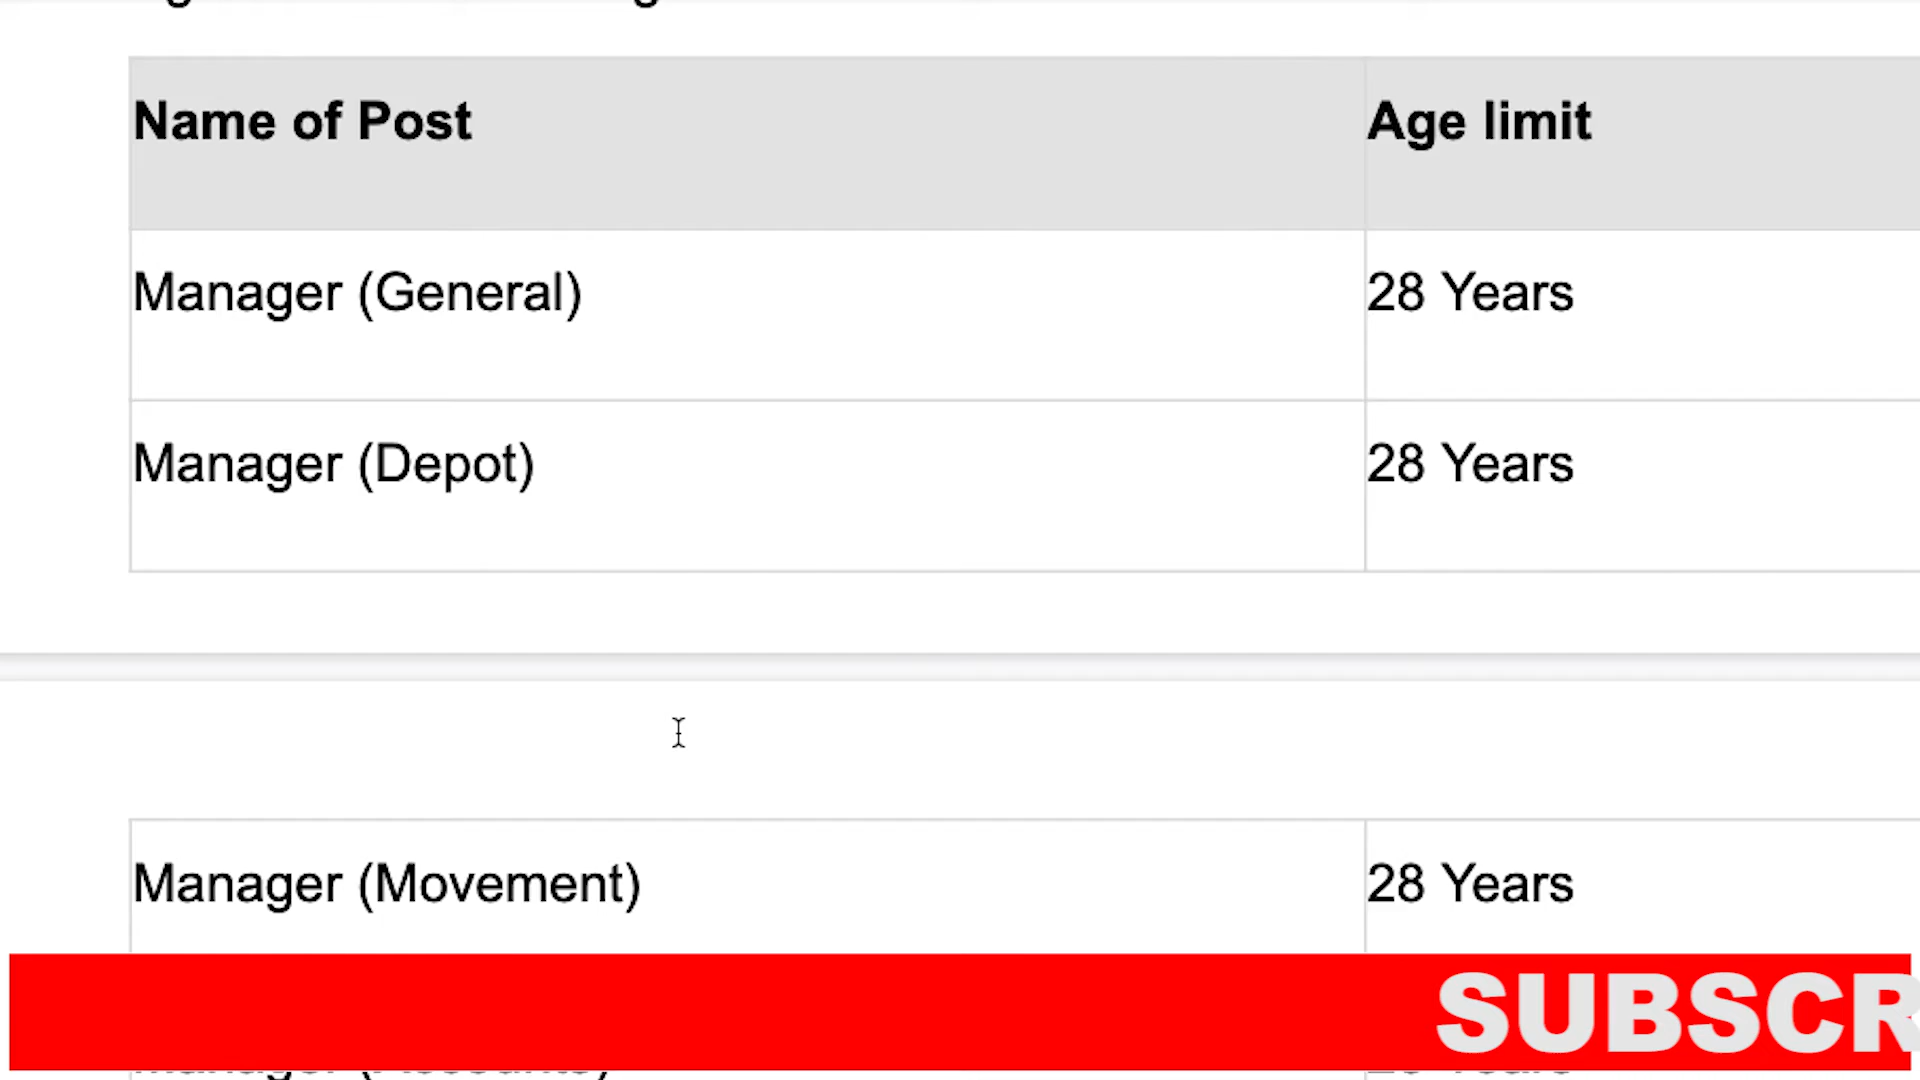 Name of Post
Age limit
Manager (General)
28 Years
Manager (Depot)
28 Years
Manager (Movement)
28 Years
SUBSCR